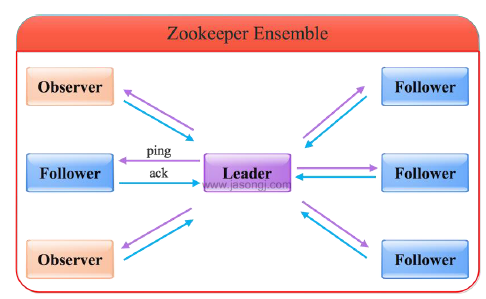 Zookeeper Ensemble
Observer
Follower
ping
Follower
ack
Leader
Follower
www.jasongj.com
Observer
Follower